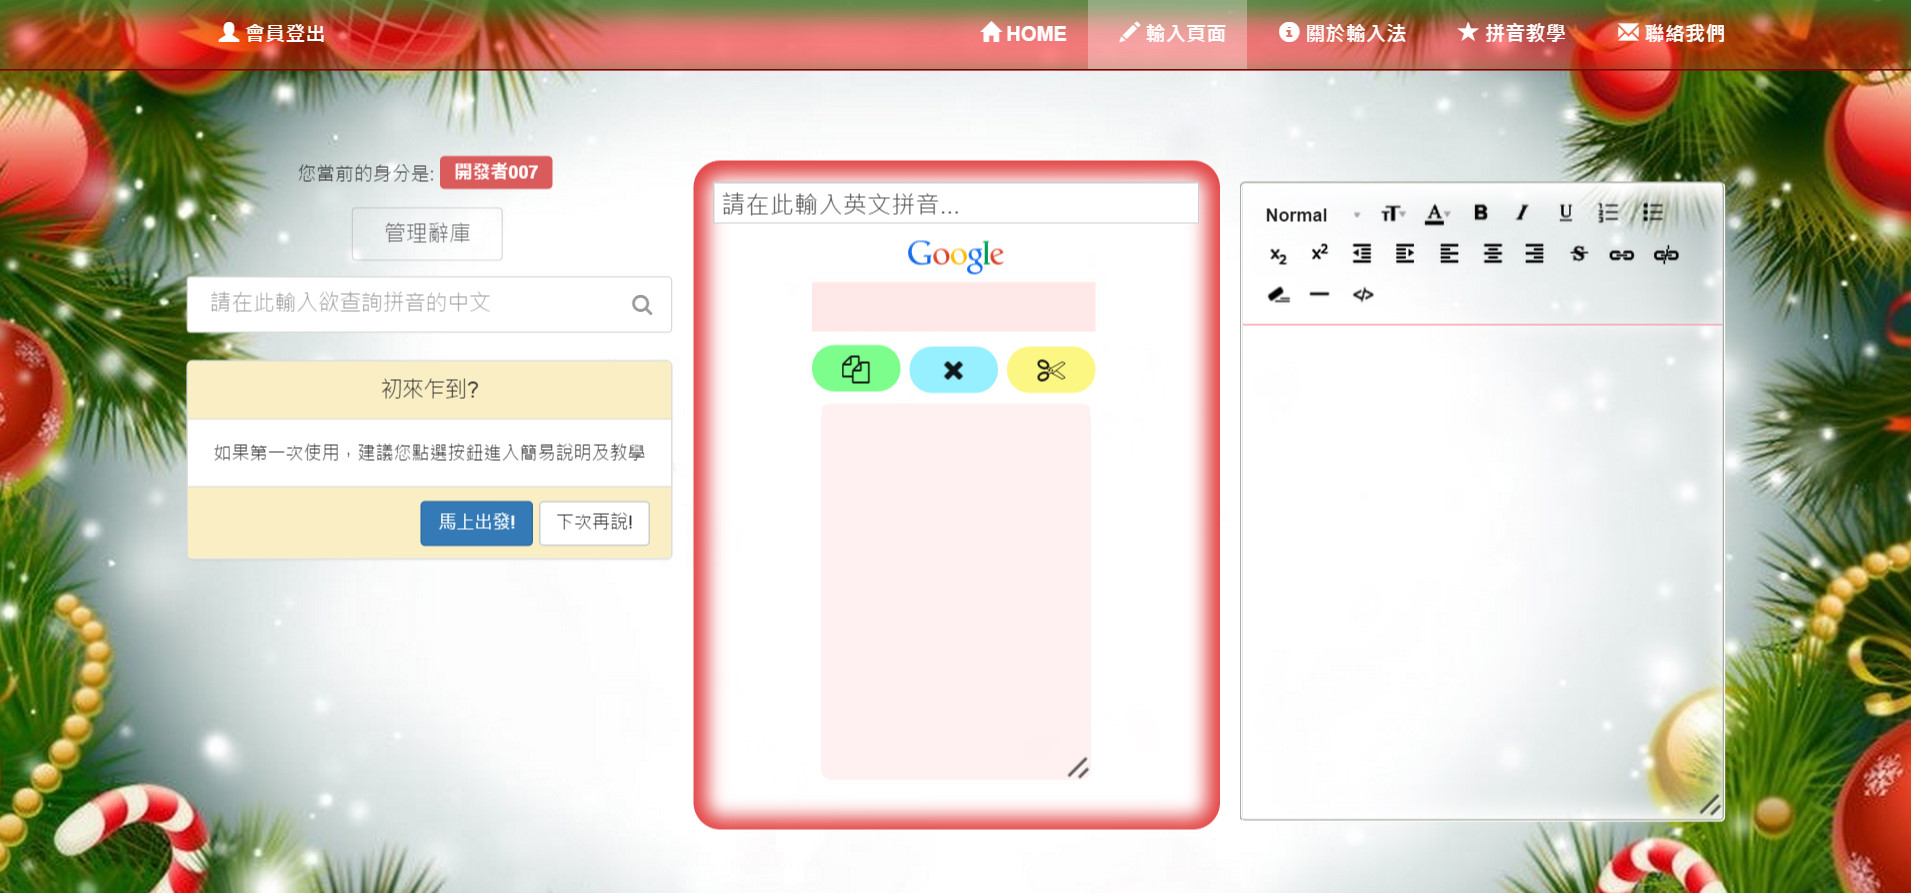 會員登出
HOME
輸入頁面
關於輸入法
拼音教學
聯絡我們
您當前的身分是: 開發者007
管理辭庫
請在此輸入欲查詢拼音的中文
初來乍到?
如果第一次使用，建議您點選按鈕進入簡易說明及教學
馬上出發!
下次再說!
請在此輸入英文拼音...
Google
Normal